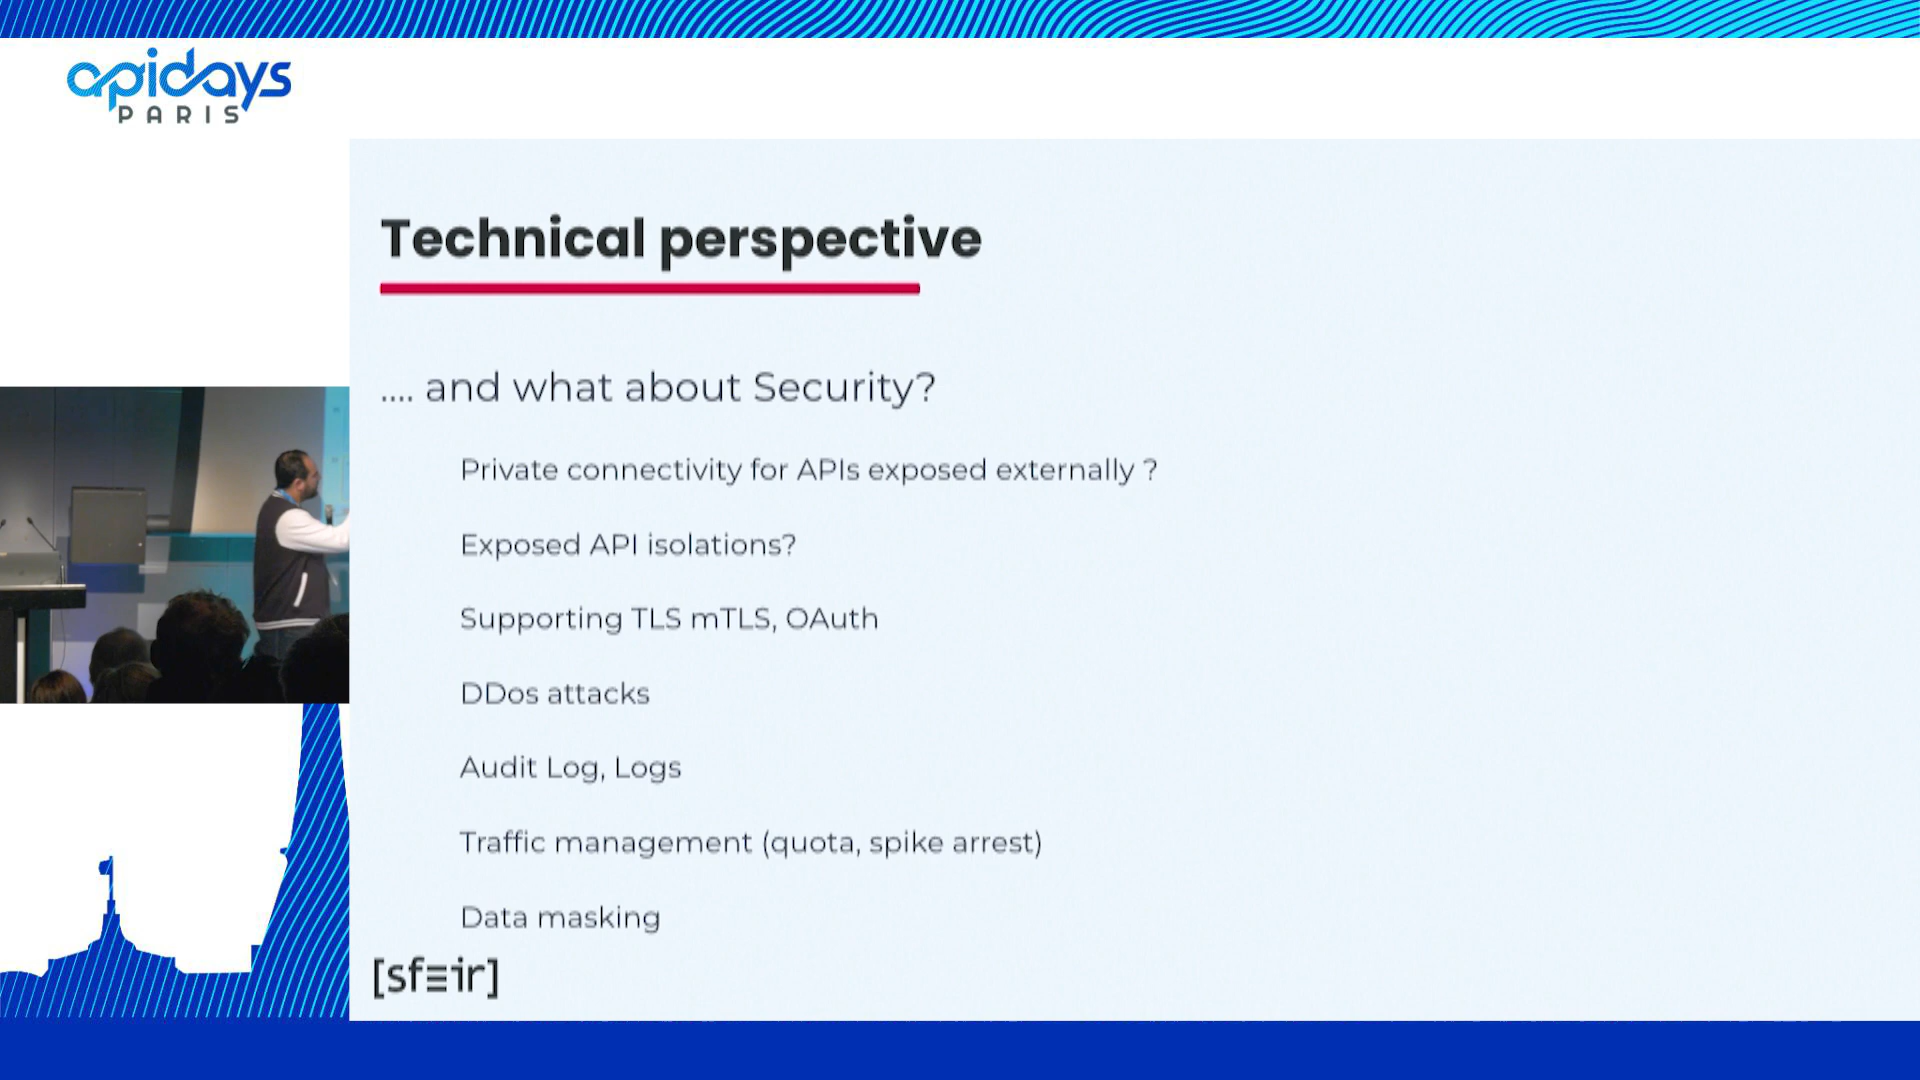 apidays
PARIS
Technical perspective
.... and what about Security?
Private connectivity for APIs exposed externally ?
Exposed API isolations?
Supporting TLS mTLS, OAuth
DDos attacks
Audit Log, Logs
Traffic management (quota, spike arrest)
Data masking
[sfeir]